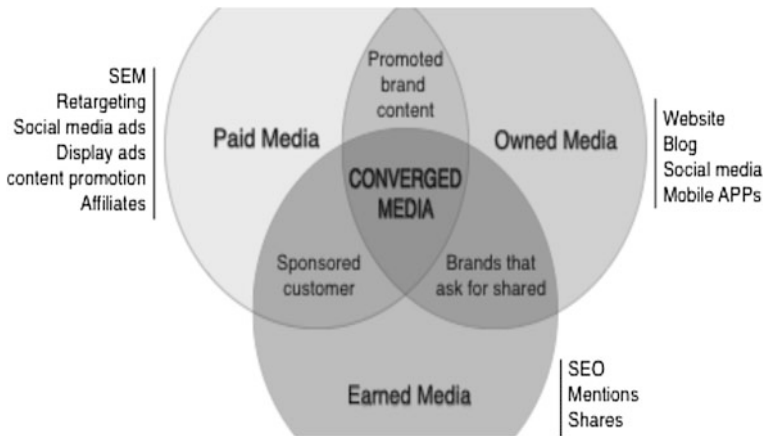 SEM
Retargeting
Social media ads
Display ads
content promotion
Affiliates
Paid Media
Promoted
brand
content
Owned Media
Website
Blog
Social media
Mobile APPs
CONVERGED
MEDIA
Sponsored
customer
Brands that
ask for shared
Earned Media
SEO
Mentions
Shares